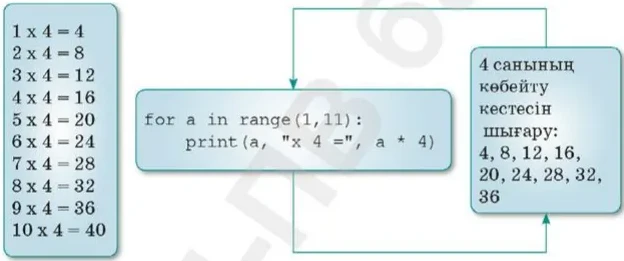 1 x 4 = 4
2 x 4 = 8
3 x 4 = 12
4 x 4 = 16
5 x 4 = 20
6 x 4 = 24
7 x 4 = 28
8 x 4 = 32
9 x 4 = 36
10 x 4 = 40
for a in range(1,11):
print(a, "x 4 =", a * 4)
4 санының
көбейту
кестесін
шығару:
4, 8, 12, 16,
20, 24, 28, 32,
36